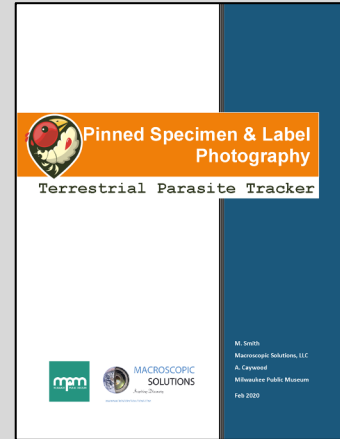 Pinned Specimen & Label
Photography
Terrestrial Parasite Tracker
M. Smith
Macroscopic Solutions, LLC
A. Caywood
Milwaukee Public Museum
Feb 2020
mpm
MACROSCOPIC
SOLUTIONS